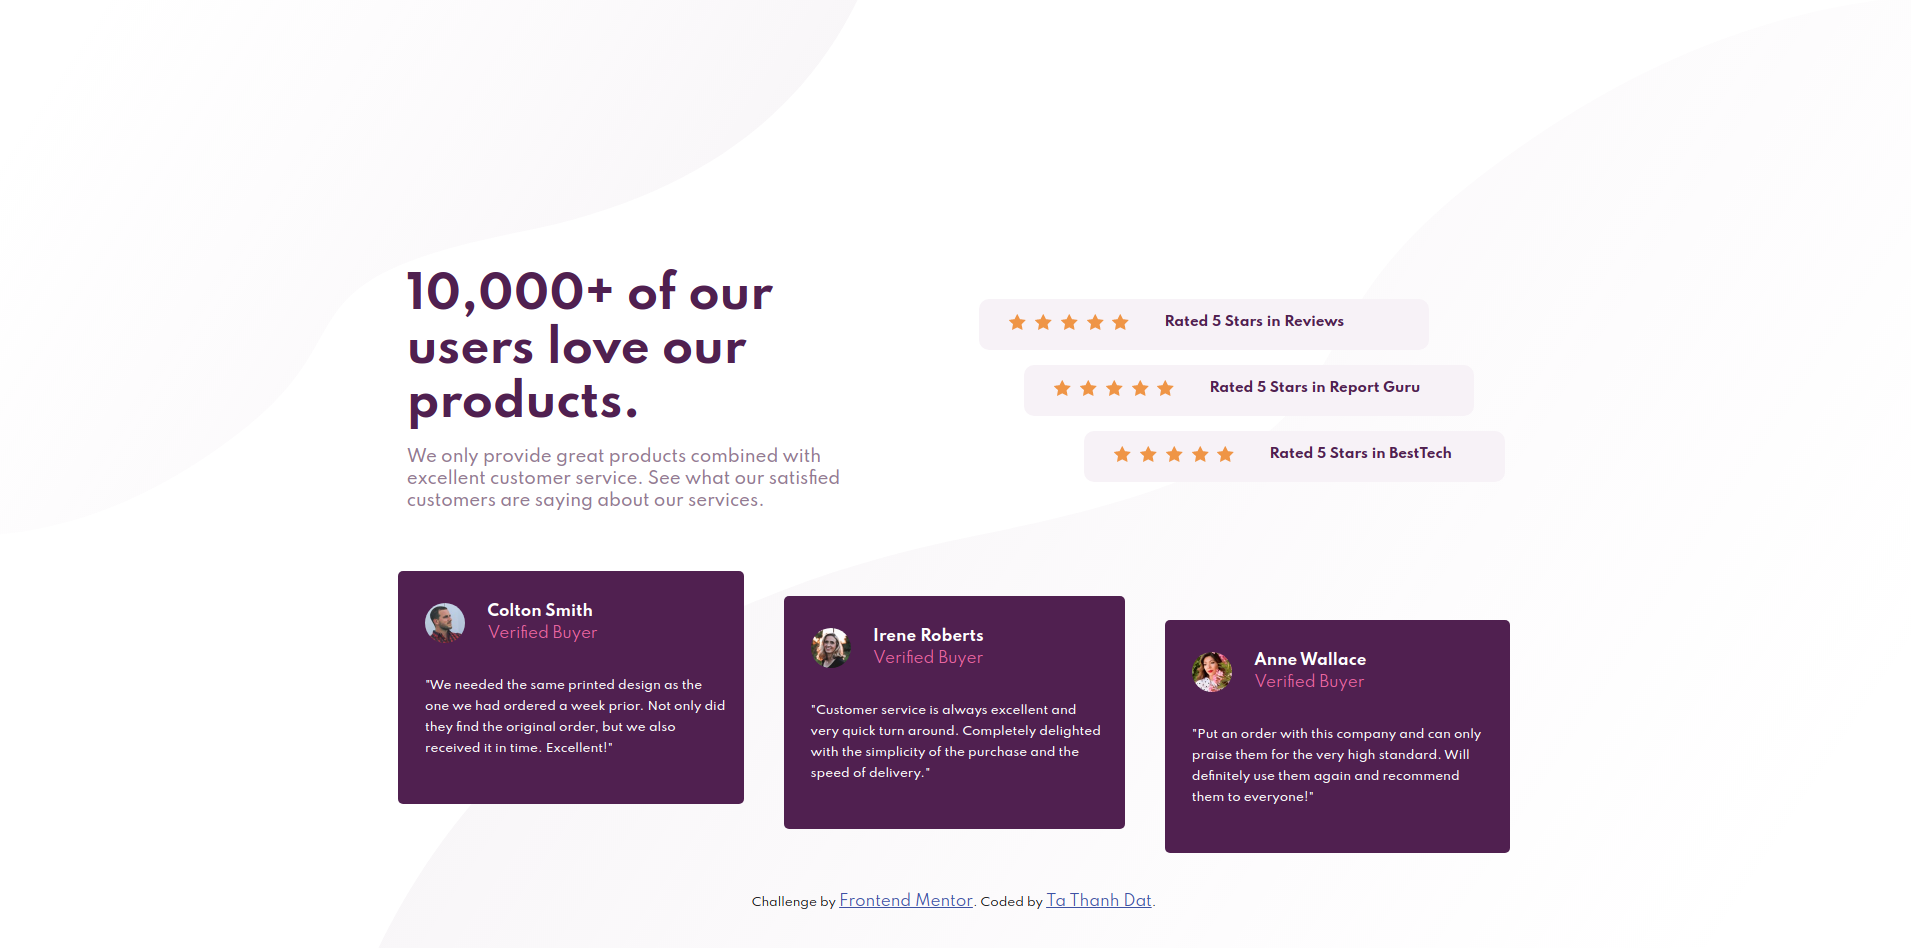 10,000+ of our
users love our
products.
We only provide great products combined with
excellent customer service. See what our satisfied
customers are saying about our services.
Rated 5 Stars in Reviews
Rated 5 Stars in Report Guru
Rated 5 Stars in BestTech
Colton Smith
Verified Buyer
"We needed the same printed design as the
one we had ordered a week prior. Not only did
they find the original order, but we also
received it in time. Excellent!"
Irene Roberts
Verified Buyer
"Customer service is always excellent and
very quick turn around. Completely delighted
with the simplicity of the purchase and the
speed of delivery."
Anne Wallace
Verified Buyer
"Put an order with this company and can only
praise them for the very high standard. Will
definitely use them again and recommend
them to everyone!"
Challenge by Frontend Mentor. Coded by Ta Thanh Dat.